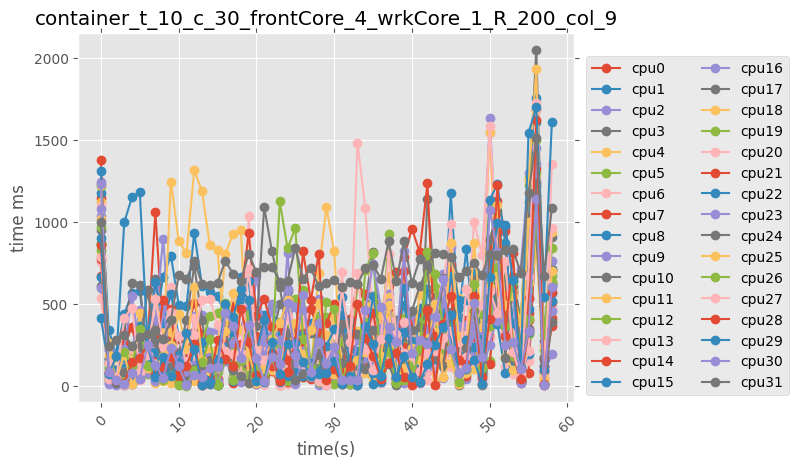 container_t_10_c_30_frontCore_4_wrkCore_1_R_200_col_9
time ms
2000
1500
1000
500
0
0
10
20
30
40
50
60
time(s)
cpu0
cpu1
cpu2
cpu3
cpu4
cpu5
cpu6
cpu7
cpu8
cpu9
cpu10
cpu11
cpu12
cpu13
cpu14
cpu15
cpu16
cpu17
cpu18
cpu19
cpu20
cpu21
cpu22
cpu23
cpu24
cpu25
cpu26
cpu27
cpu28
cpu29
cpu30
cpu31